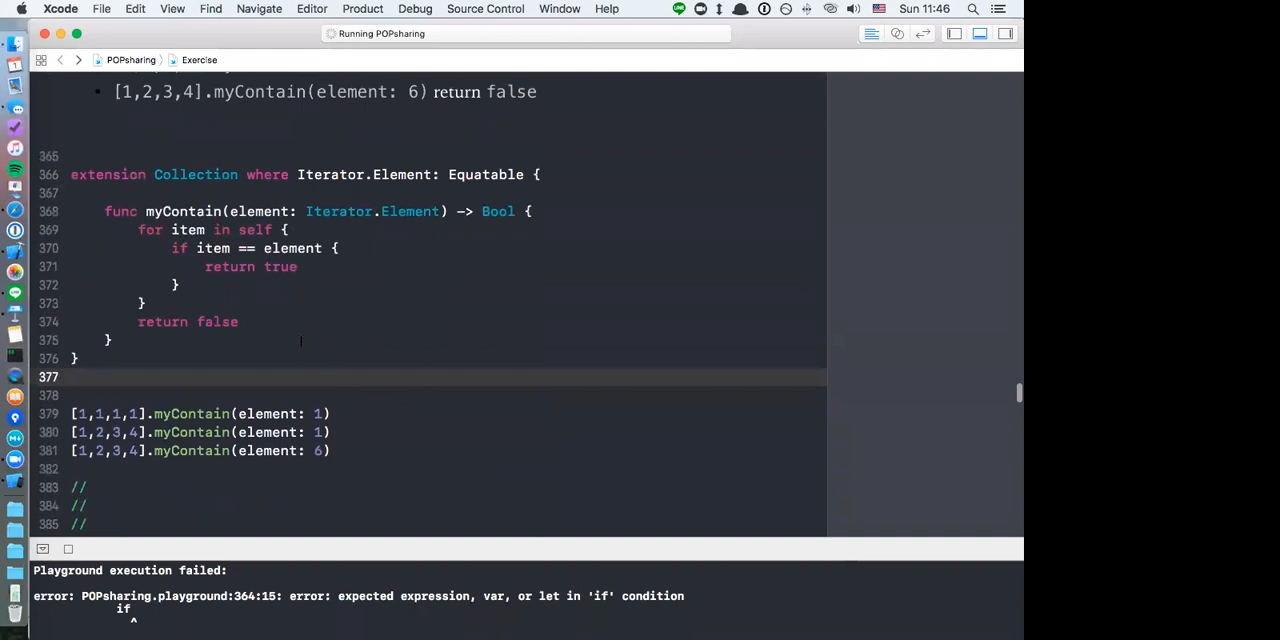 Xcode File Edit View Find Navigate Editor Product Debug Source Control Window Help Sun 11:46
Running POPsharing
POPsharing Exercise
[1,2,3,4].myContain(element: 6) return false
365
366 extension Collection where Iterator.Element: Equatable {
367
368 func myContain(element: Iterator.Element) -> Bool {
369 for item in self {
370 if item == element {
371 return true
372 }
373 }
374 return false
375 }
376 }
377
378
379 [1,1,1,1].myContain(element: 1)
380 [1,2,3,4].myContain(element: 1)
381 [1,2,3,4].myContain(element: 6)
382
383 //
384 //
385 //
Playground execution failed:
error: POPsharing.playground:364:15: error: expected expression, var, or let in 'if' condition
if
^